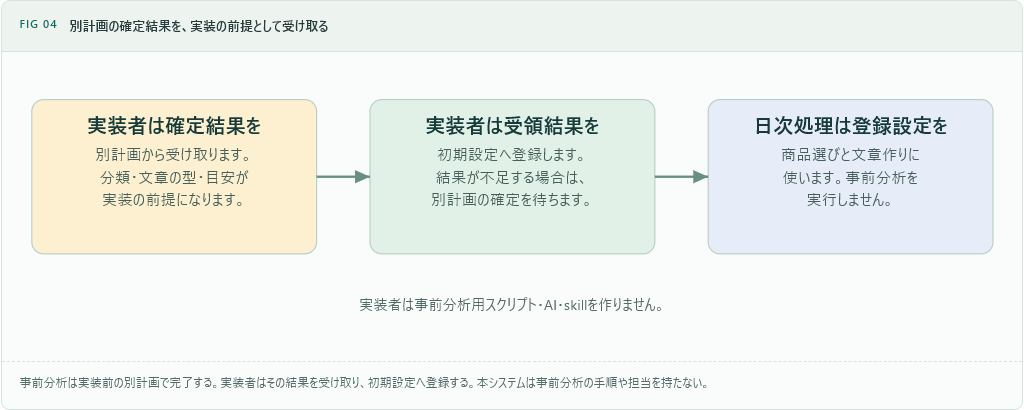 FIG 04 別計画の確定結果を、実装の前提として受け取る
実装者は確定結果を
別計画から受け取ります。
分類・文章の型・目安が
実装の前提になります。
実装者は受領結果を
初期設定へ登録します。
結果が不足する場合は、
別計画の確定を待ちます。
日次処理は登録設定を
商品選びと文章作りに
使います。事前分析を
実行しません。
実装者は事前分析用スクリプト・AI・skillを作りません。
事前分析は実装前の別計画で完了する。実装者はその結果を受け取り、初期設定へ登録する。本システムは事前分析の手順や担当を持たない。